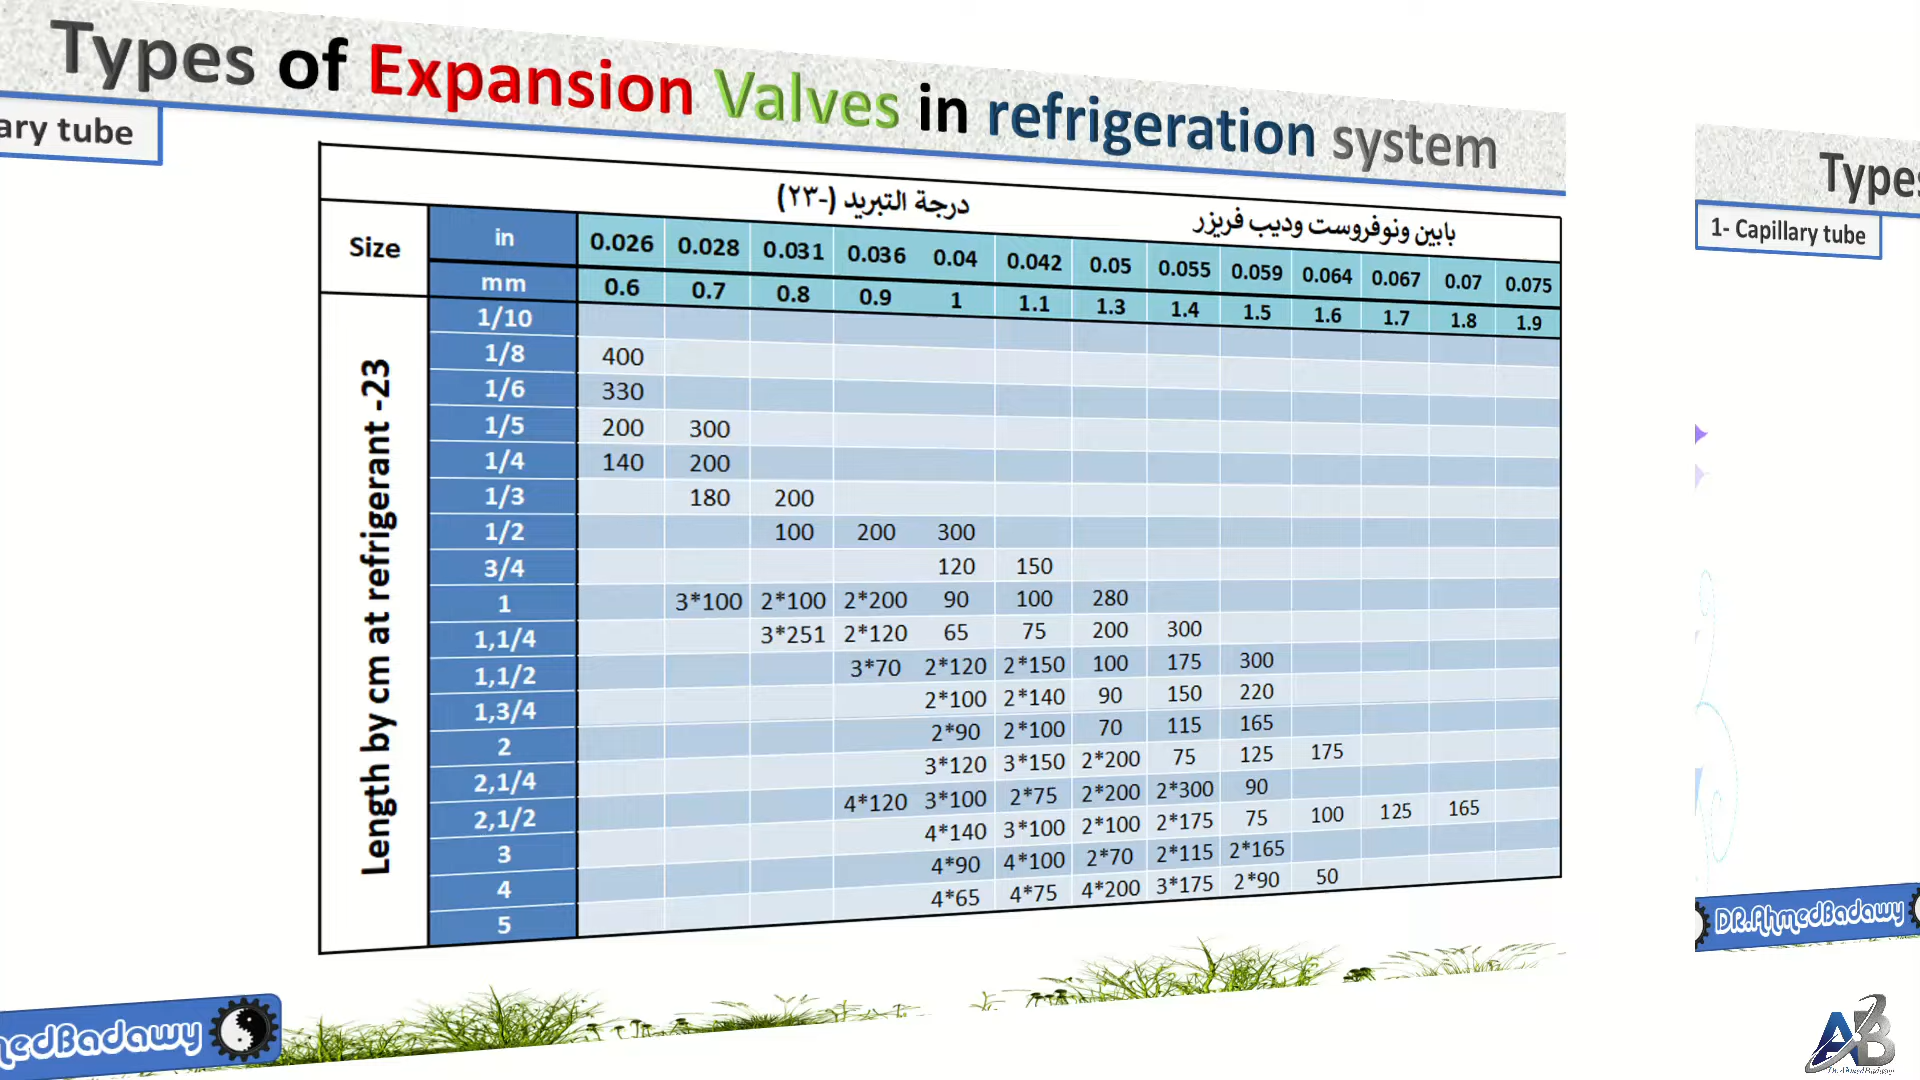 Types of Expansion Valves in refrigeration system
ary tube
درجة التبريد (-٢٣)
بابين ونوفروست وديب فريزر
Size
in 0.026 0.028 0.031 0.036 0.04 0.042 0.05 0.055 0.059 0.064 0.067 0.07 0.075
mm 0.6 0.7 0.8 0.9 1 1.1 1.3 1.4 1.5 1.6 1.7 1.8 1.9
Length by cm at refrigerant -23
1/10
1/8 400
1/6 330
1/5 200 300
1/4 140 200
1/3 180 200
1/2 100 200 300
3/4 120 150
1 3*100 2*100 2*200 90 100 280
1,1/4 3*251 2*120 65 75 200 300
1,1/2 3*70 2*120 2*150 100 175 300
1,3/4 2*100 2*140 90 150 220
2 2*90 2*100 70 115 165
2,1/4 3*120 3*150 2*200 75 125 175
2,1/2 4*120 3*100 2*75 2*200 2*300 90
3 4*140 3*100 2*100 2*175 75 100 125 165
4 4*90 4*100 2*70 2*115 2*165
5 4*65 4*75 4*200 3*175 2*90 50
medBadawy
Types
1- Capillary tube
DR.AhmedBadawy
AB
Dr. Ahmed Badawy